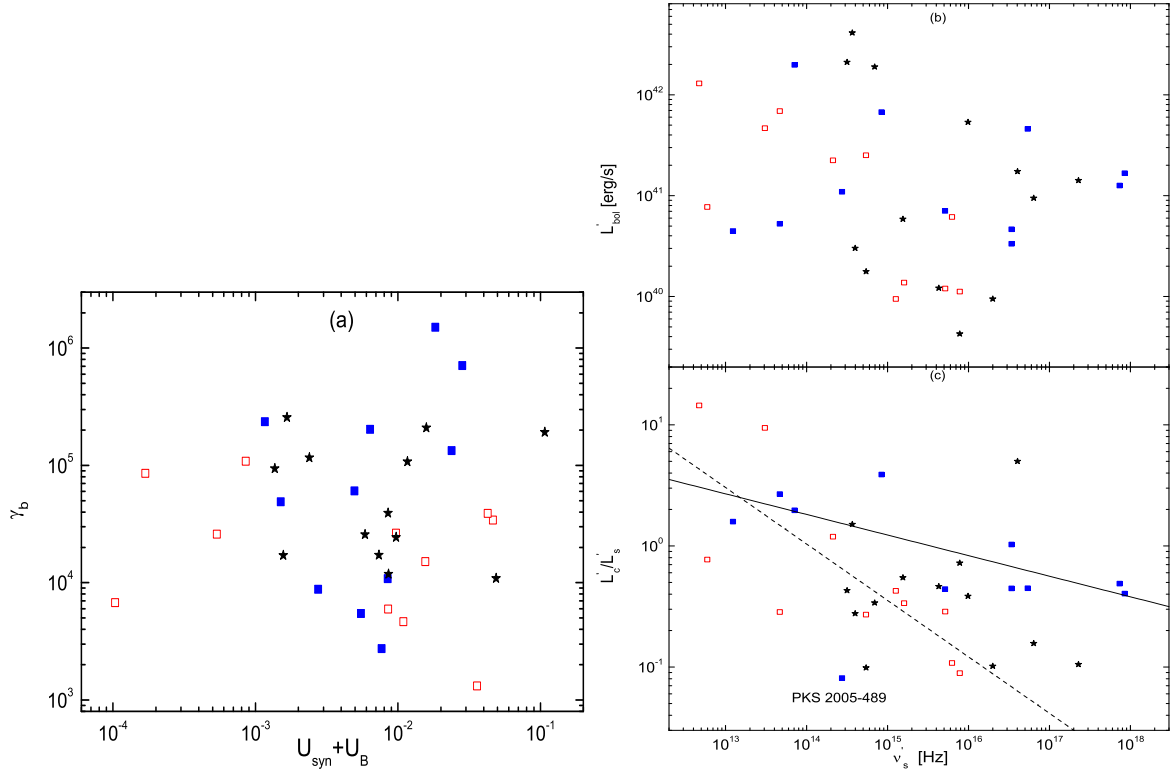 (a)
10^6
10^5
10^4
10^3
γ_b
10^-4
10^-3
10^-2
10^-1
U_syn+U_B
(b)
10^42
10^41
10^40
L'_bol [erg/s]
(c)
10^1
10^0
10^-1
L'_c/L'_s
PKS 2005-489
10^13
10^14
10^15
10^16
10^17
10^18
ν'_s [Hz]